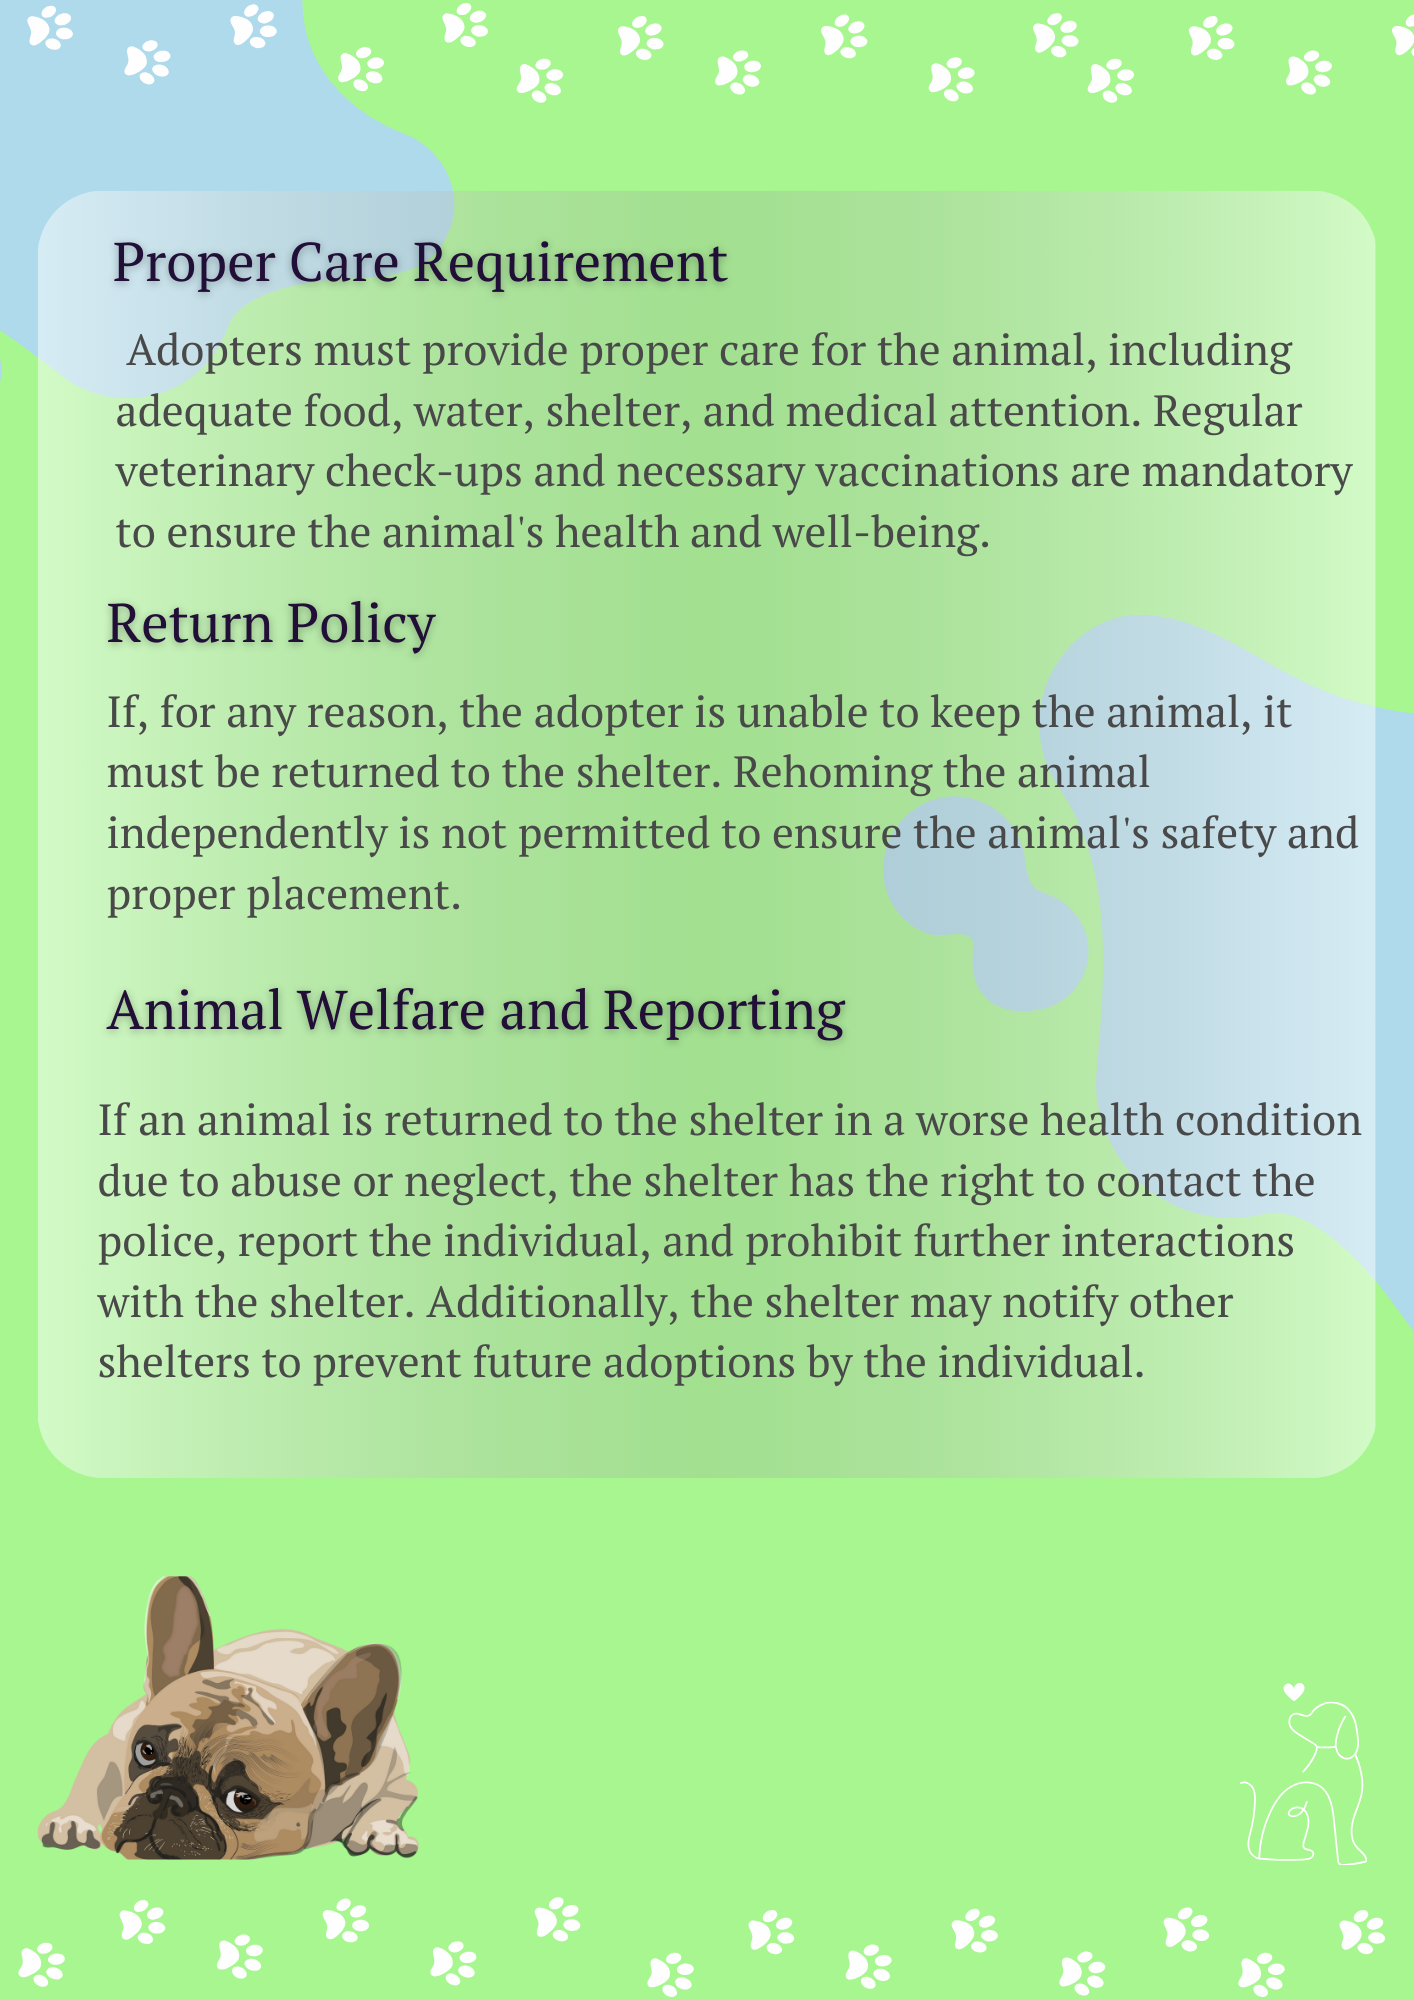 Proper Care Requirement
Adopters must provide proper care for the animal, including
adequate food, water, shelter, and medical attention. Regular
veterinary check-ups and necessary vaccinations are mandatory
to ensure the animal's health and well-being.
Return Policy
If, for any reason, the adopter is unable to keep the animal, it
must be returned to the shelter. Rehoming the animal
independently is not permitted to ensure the animal's safety and
proper placement.
Animal Welfare and Reporting
If an animal is returned to the shelter in a worse health condition
due to abuse or neglect, the shelter has the right to contact the
police, report the individual, and prohibit further interactions
with the shelter. Additionally, the shelter may notify other
shelters to prevent future adoptions by the individual.